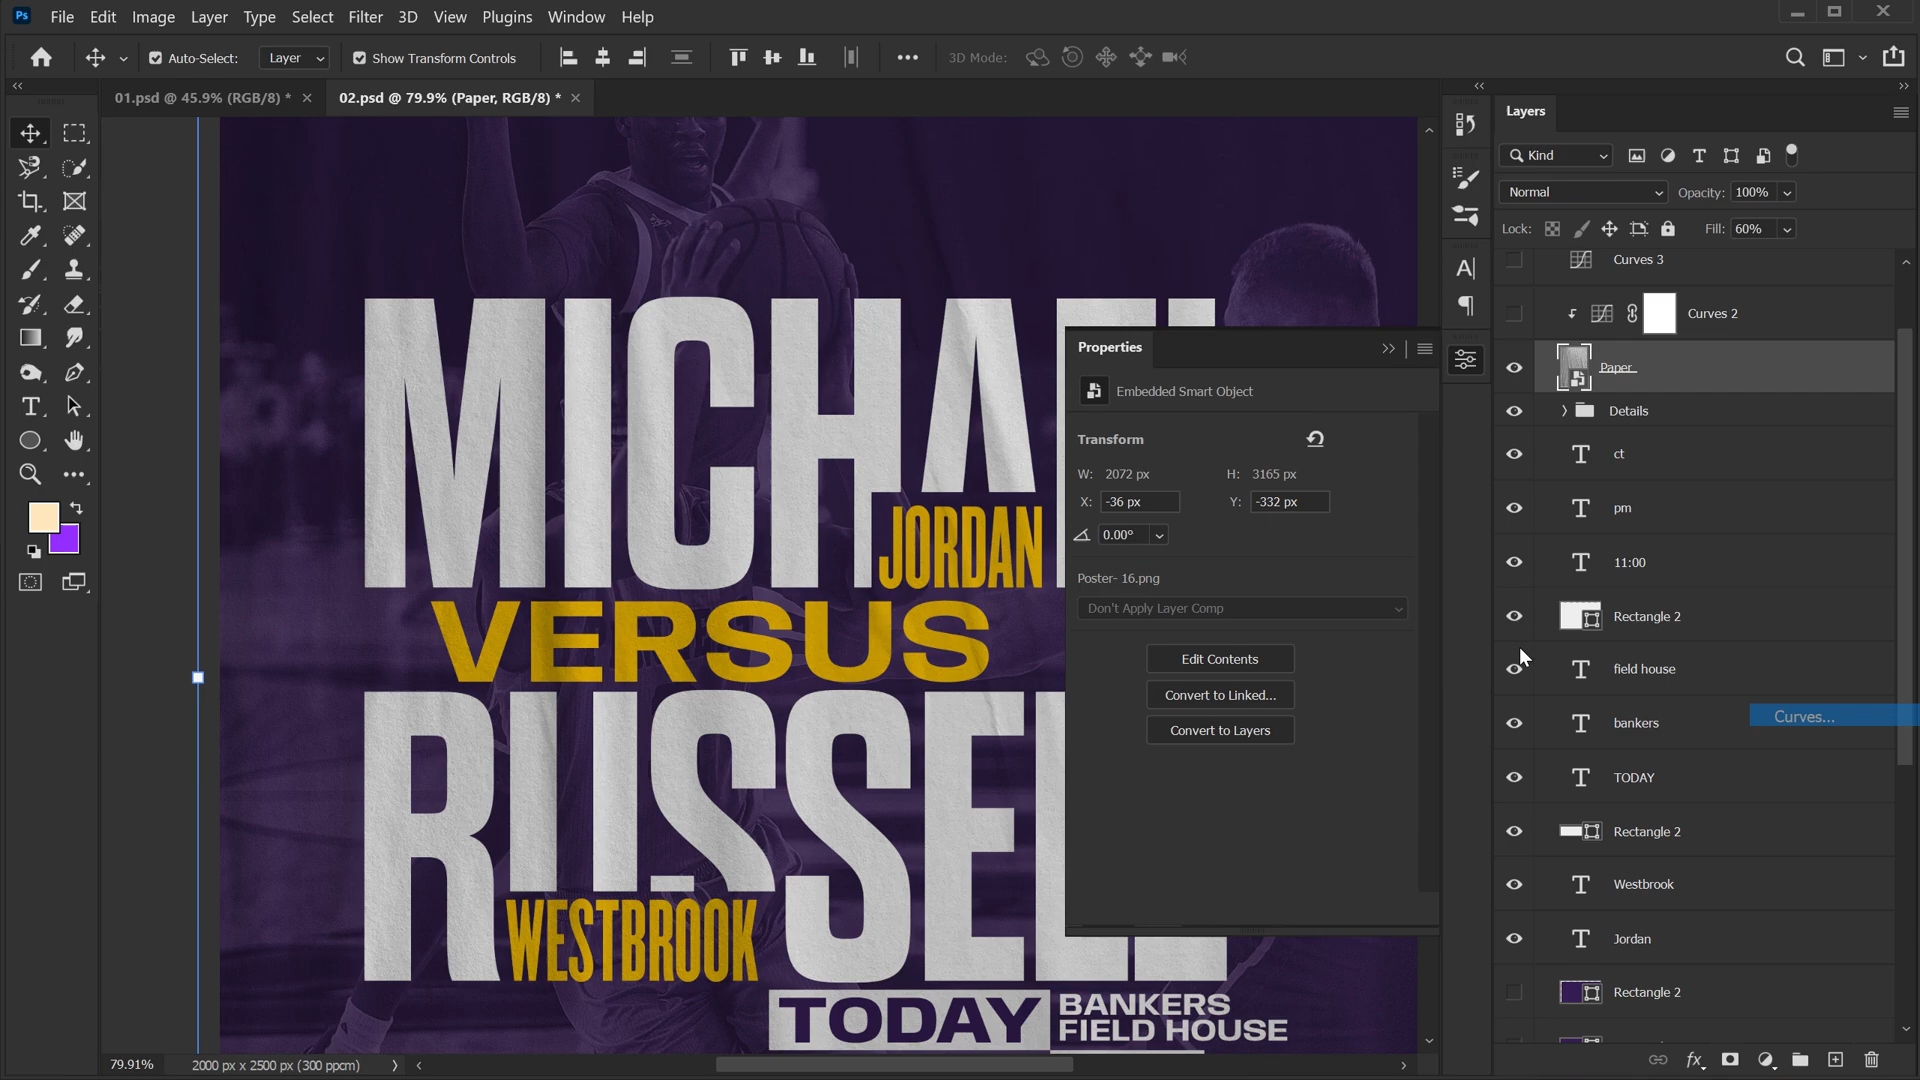 Ps File Edit Image Layer Type Select Filter 3D View Plugins Window Help
Auto-Select: Layer Show Transform Controls 3D Mode:
01.psd @ 45.9% (RGB/8) *
02.psd @ 79.9% (Paper, RGB/8) *
MICHAEL
JORDAN
VERSUS
RUSSELL
WESTBROOK
TODAY
BANKERS
FIELD HOUSE
Properties
Embedded Smart Object
Transform
W: 2072 px H: 3165 px
X: -36 px Y: -332 px
0.00°
Poster- 16.png
Don't Apply Layer Comp
Edit Contents
Convert to Linked...
Convert to Layers
Layers
Kind
Normal Opacity: 100%
Lock: Fill: 60%
Curves 3
Curves 2
Paper
Details
ct
pm
11:00
Rectangle 2
field house
bankers
Curves...
TODAY
Rectangle 2
Westbrook
Jordan
Rectangle 2
79.91% 2000 px x 2500 px (300 ppcm)